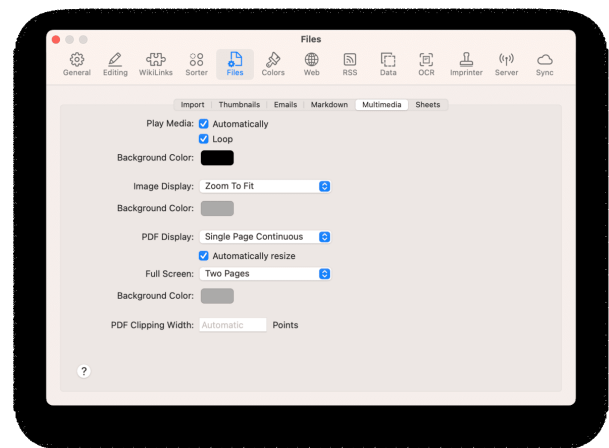 Files
General Editing WikiLinks Sorter Files Colors Web RSS Data OCR Imprinter Server Sync
Import Thumbnails Emails Markdown Multimedia Sheets
Play Media: Automatically
Loop
Background Color:
Image Display: Zoom To Fit
Background Color:
PDF Display: Single Page Continuous
Automatically resize
Full Screen: Two Pages
Background Color:
PDF Clipping Width: Automatic Points
?